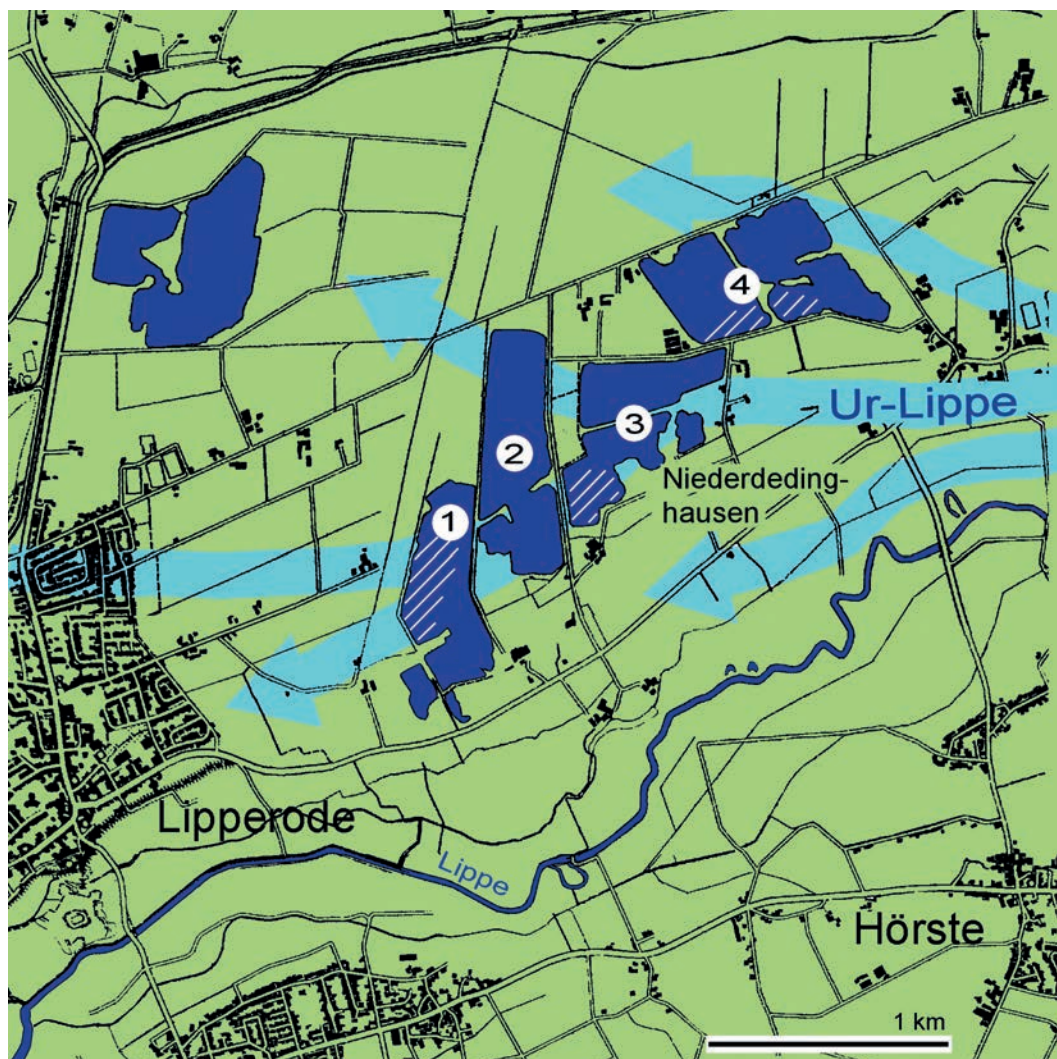 4
Ur-Lippe
3
2
Niederdeding-
hausen
1
Lipperode
Lippe
Hörste
1 km